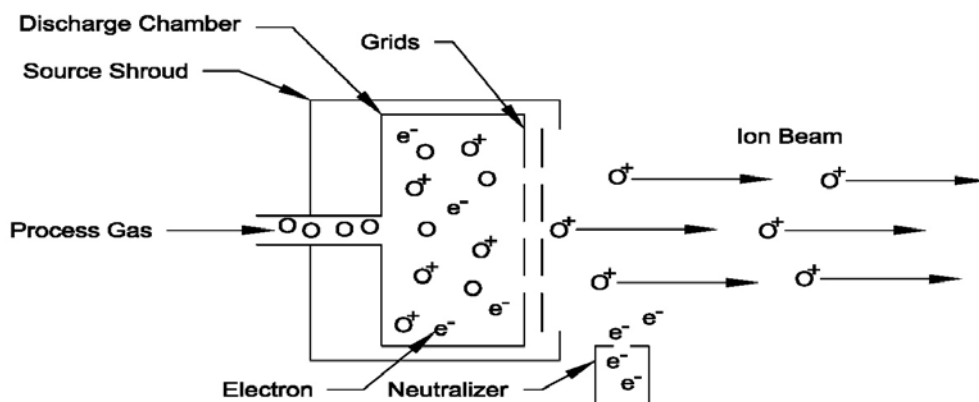 Discharge Chamber
Grids
Source Shroud
Ion Beam
e⁻
O
O⁺
O⁺
O
O⁺
O⁺
e⁻
Process Gas
O
O
O
O
O
O⁺
O⁺
O⁺
O⁺
O
O⁺
O⁺
e⁻
O⁺
e⁻
e⁻
e⁻
e⁻
e⁻
Electron
Neutralizer